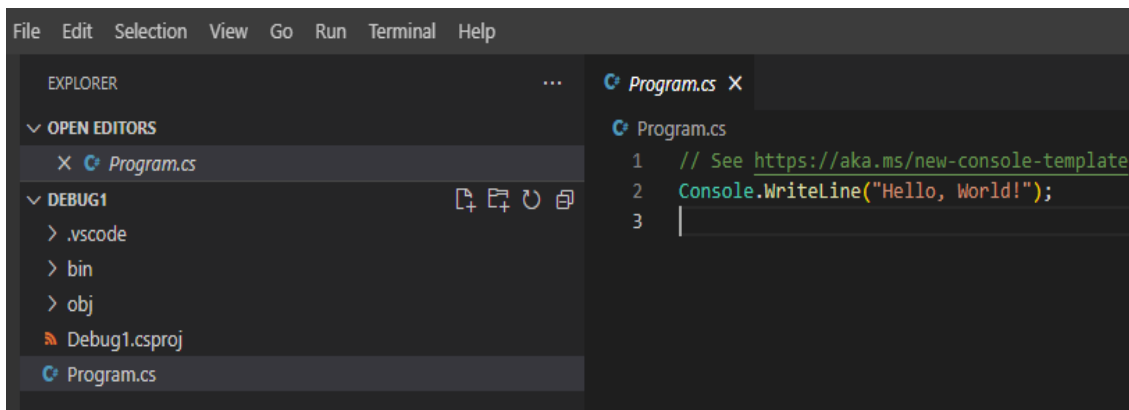 File Edit Selection View Go Run Terminal Help
EXPLORER ...
OPEN EDITORS
Program.cs
DEBUG1
.vscode
bin
obj
Debug1.csproj
Program.cs
Program.cs
Program.cs
1 // See https://aka.ms/new-console-template
2 Console.WriteLine("Hello, World!");
3